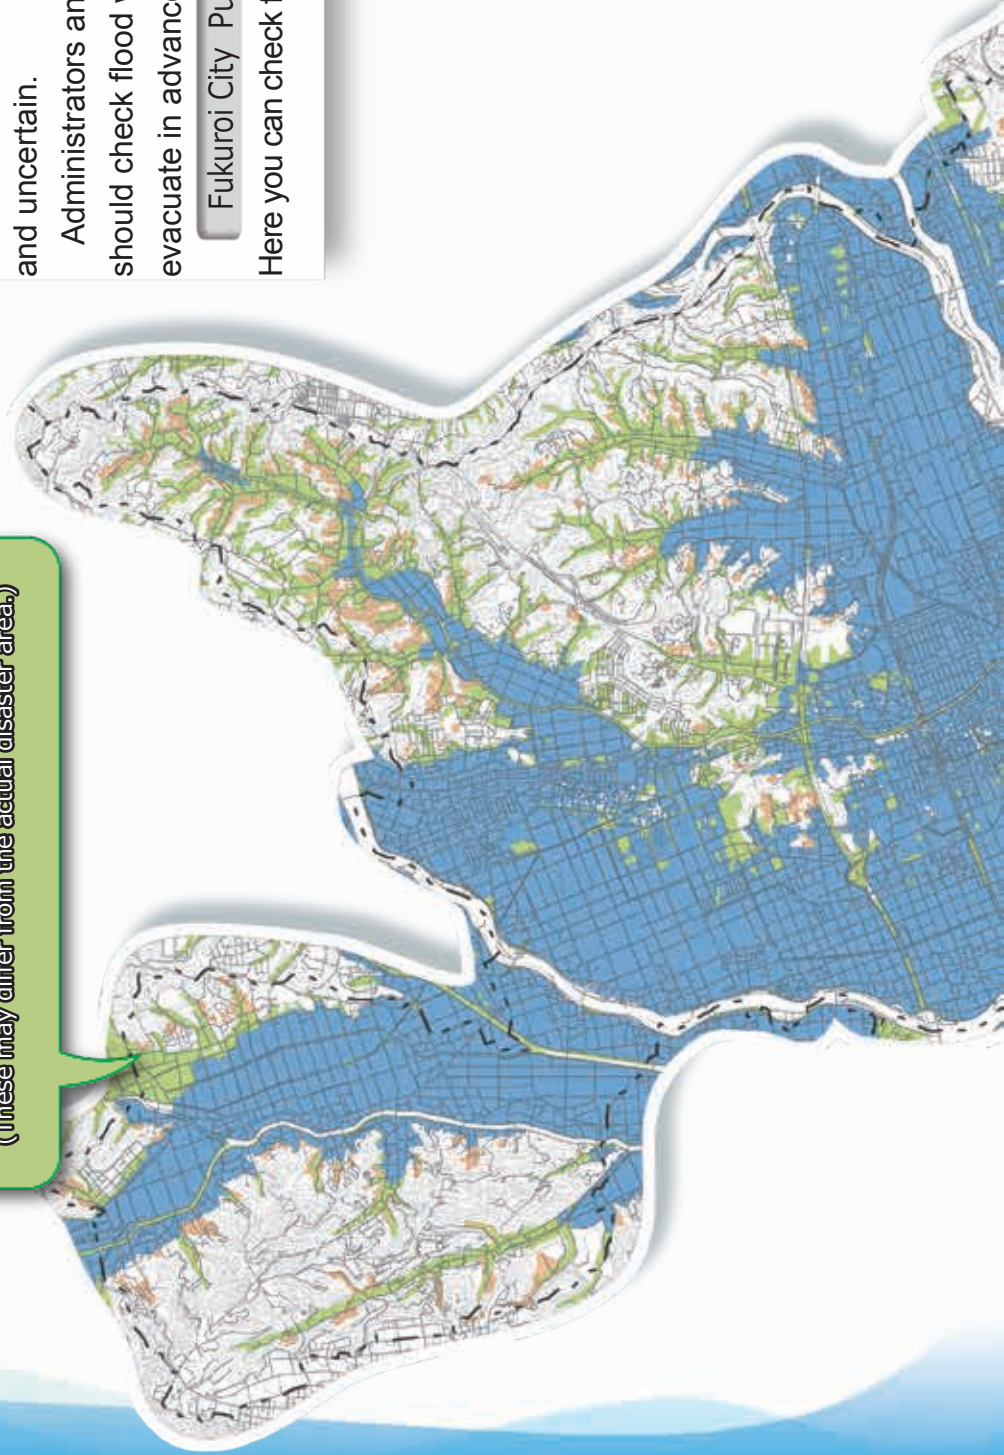 (These may differ from the actual disaster area.)
and uncertain.
Administrators an
should check flood
evacuate in advance
Fukuroi City Pu
Here you can check